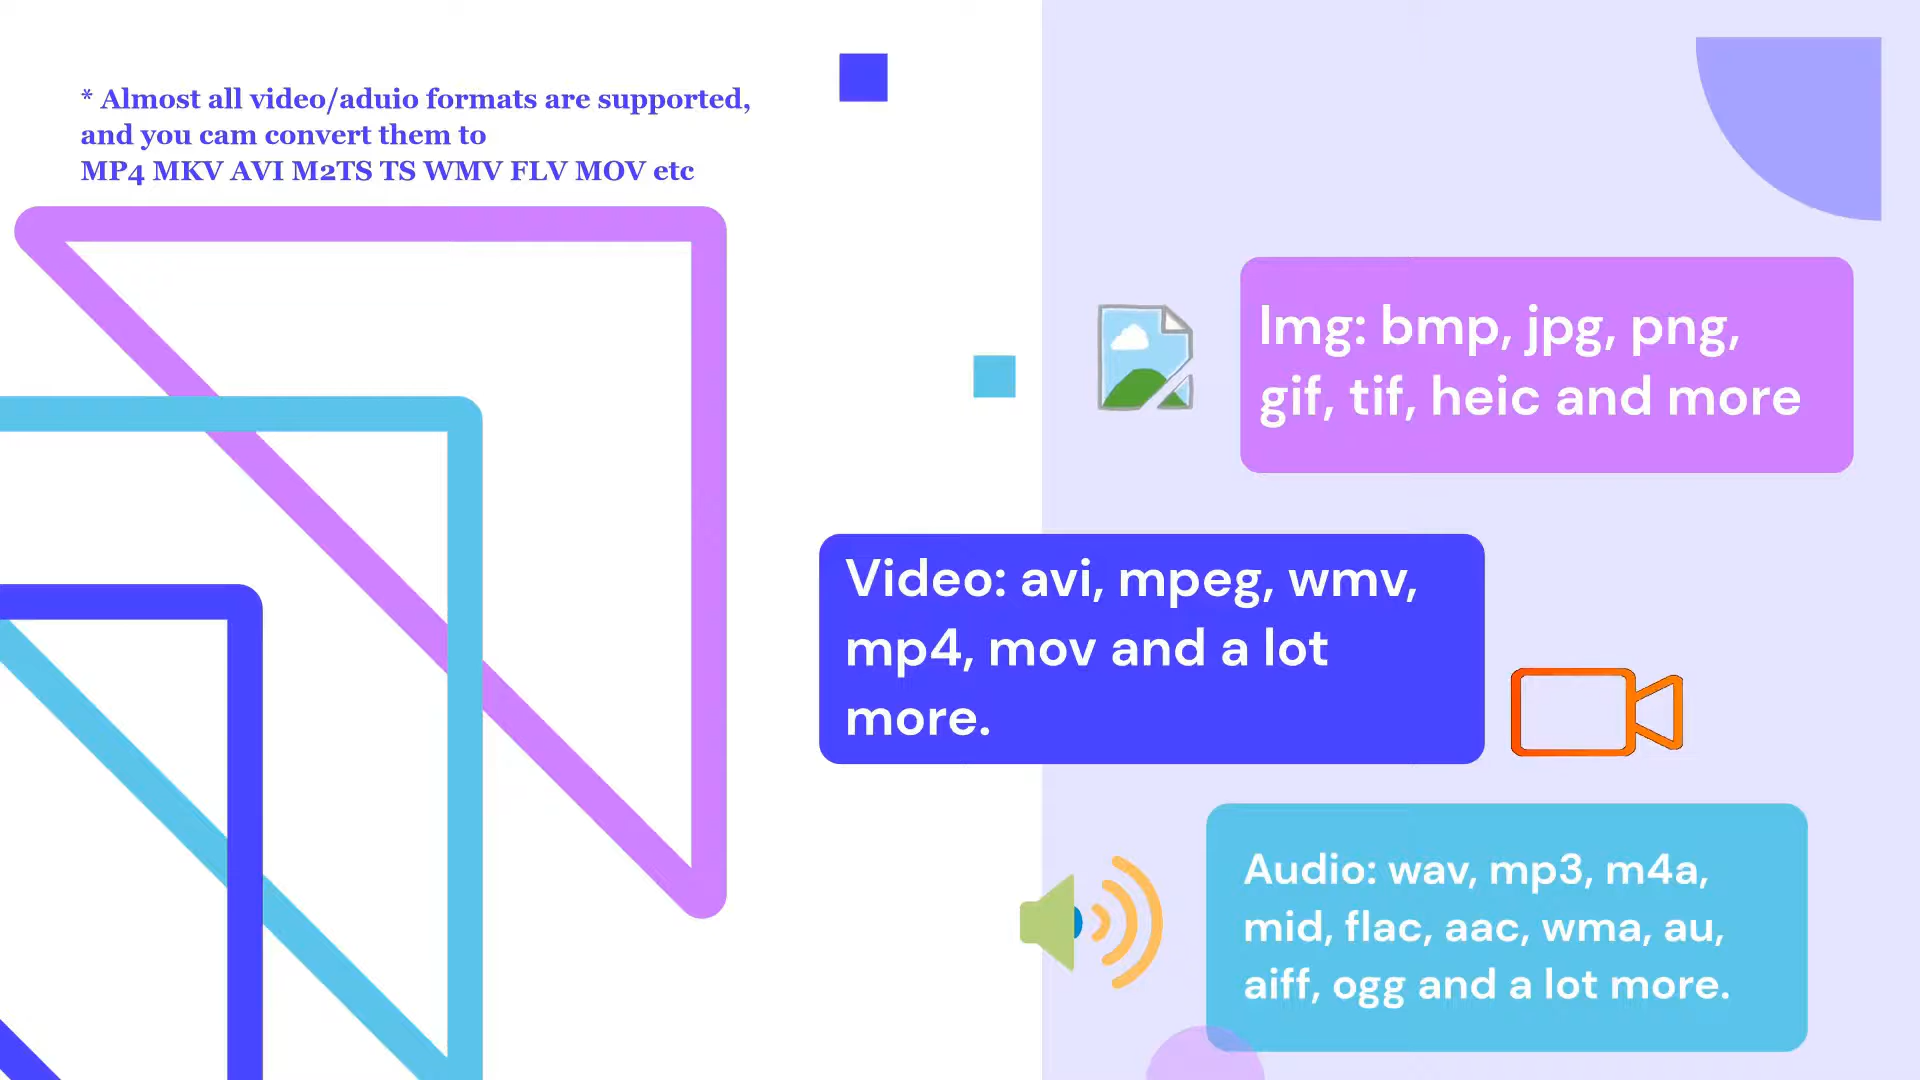 * Almost all video/aduio formats are supported,
and you cam convert them to
MP4 MKV AVI M2TS TS WMV FLV MOV etc
Img: bmp, jpg, png,
gif, tif, heic and more
Video: avi, mpeg, wmv,
mp4, mov and a lot
more.
Audio: wav, mp3, m4a,
mid, flac, aac, wma, au,
aiff, ogg and a lot more.